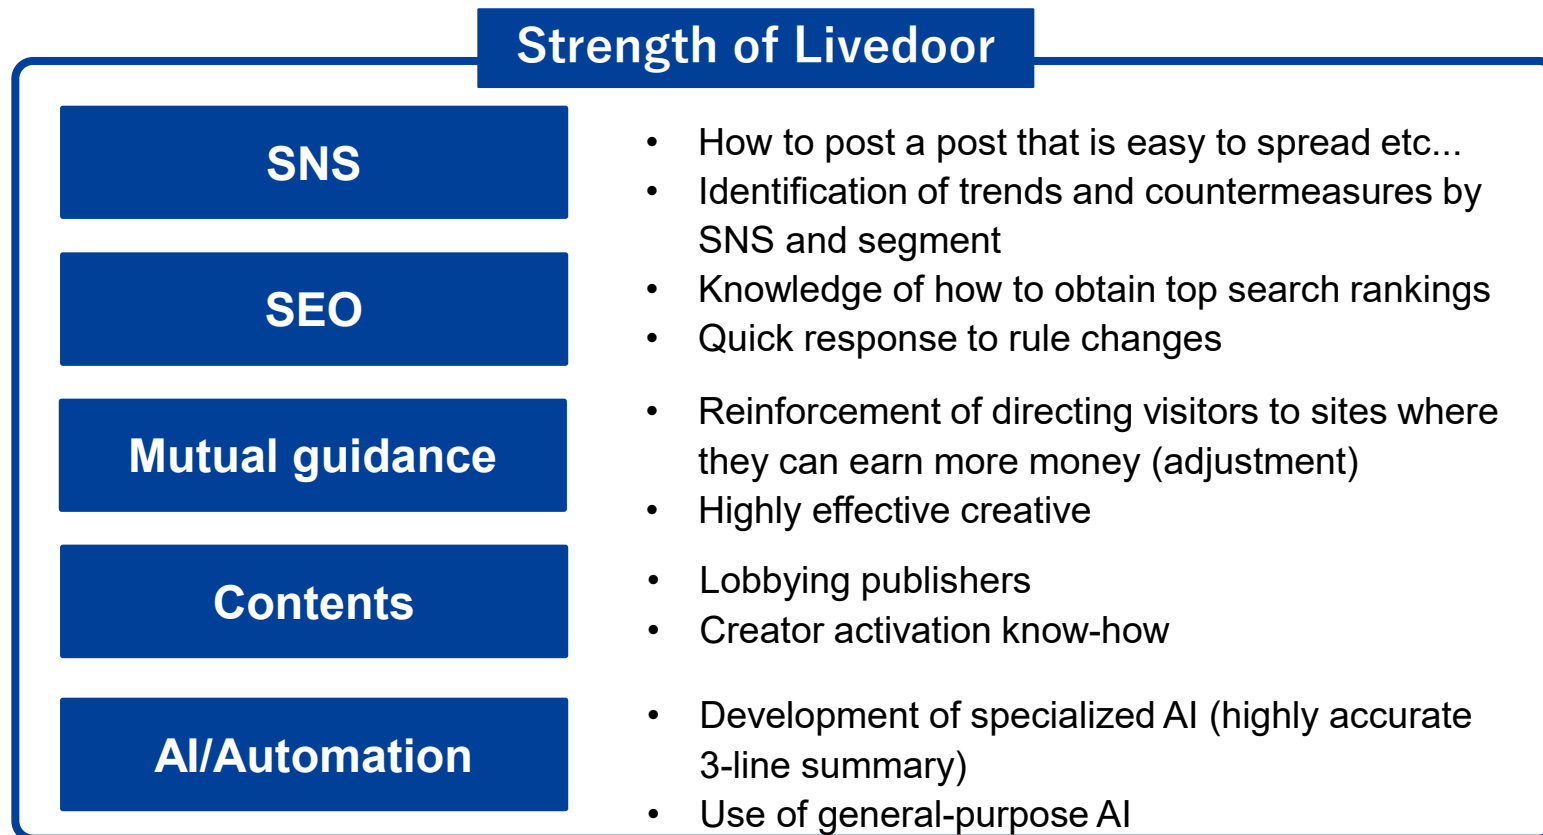 Strength of Livedoor
SNS
• How to post a post that is easy to spread etc...
• Identification of trends and countermeasures by
SNS and segment
SEO
• Knowledge of how to obtain top search rankings
• Quick response to rule changes
Mutual guidance
• Reinforcement of directing visitors to sites where
they can earn more money (adjustment)
• Highly effective creative
Contents
• Lobbying publishers
• Creator activation know-how
AI/Automation
• Development of specialized AI (highly accurate
3-line summary)
• Use of general-purpose AI